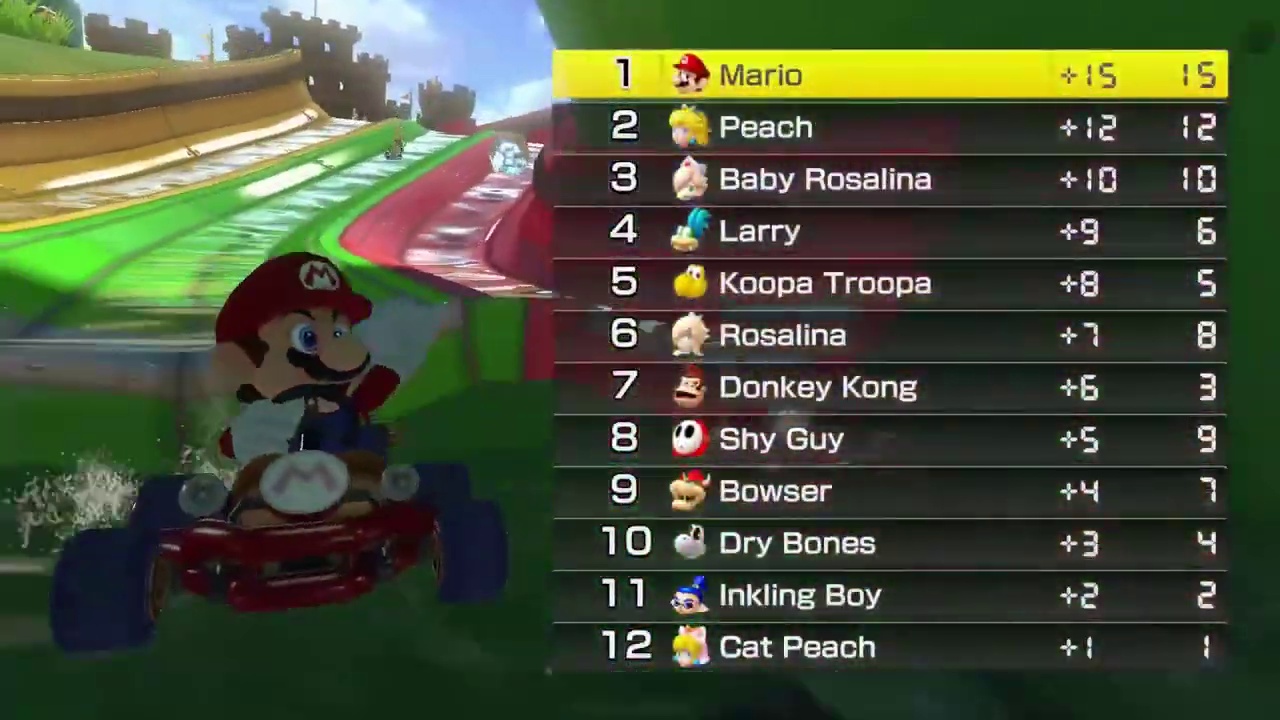 1 Mario +15 15
2 Peach +12 12
3 Baby Rosalina +10 10
4 Larry +9 6
5 Koopa Troopa +8 5
6 Rosalina +7 8
7 Donkey Kong +6 3
8 Shy Guy +5 9
9 Bowser +4 7
10 Dry Bones +3 4
11 Inkling Boy +2 2
12 Cat Peach +1 1
M
M